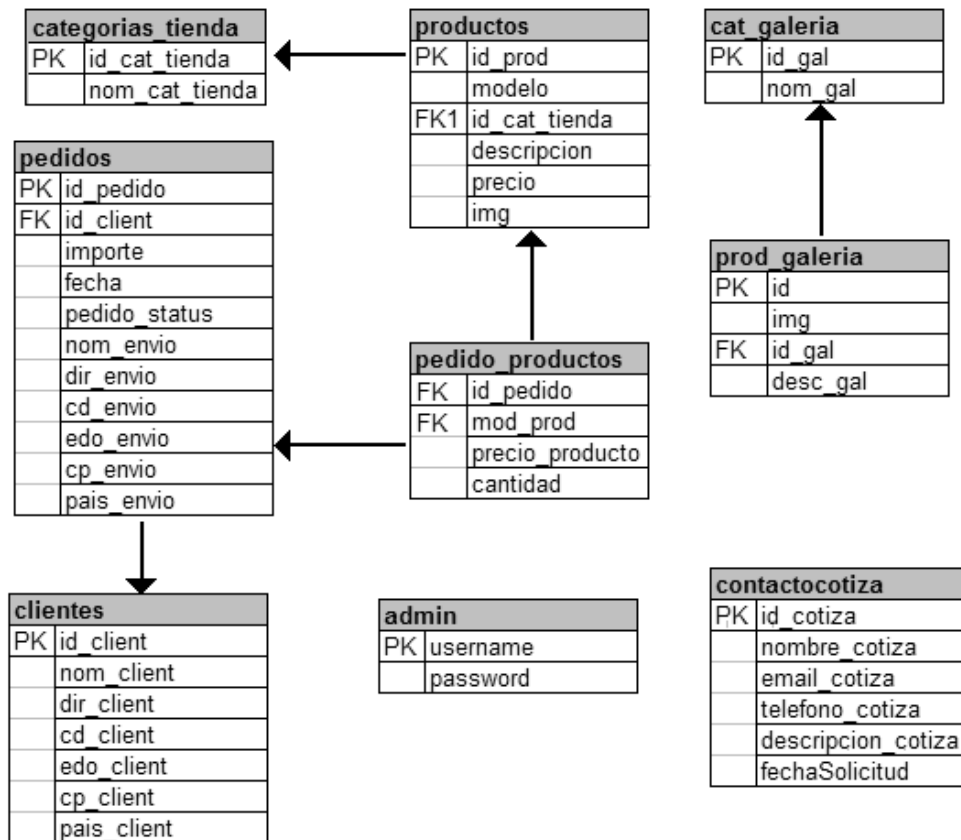 categorias_tienda
PK id_cat_tienda
nom_cat_tienda
productos
PK id_prod
modelo
FK1 id_cat_tienda
descripcion
precio
img
cat_galeria
PK id_gal
nom_gal
pedidos
PK id_pedido
FK id_client
importe
fecha
pedido_status
nom_envio
dir_envio
cd_envio
edo_envio
cp_envio
pais_envio
prod_galeria
PK id
img
FK id_gal
desc_gal
pedido_productos
FK id_pedido
FK mod_prod
precio_producto
cantidad
clientes
PK id_client
nom_client
dir_client
cd_client
edo_client
cp_client
pais_client
admin
PK username
password
contactocotiza
PK id_cotiza
nombre_cotiza
email_cotiza
telefono_cotiza
descripcion_cotiza
fechaSolicitud